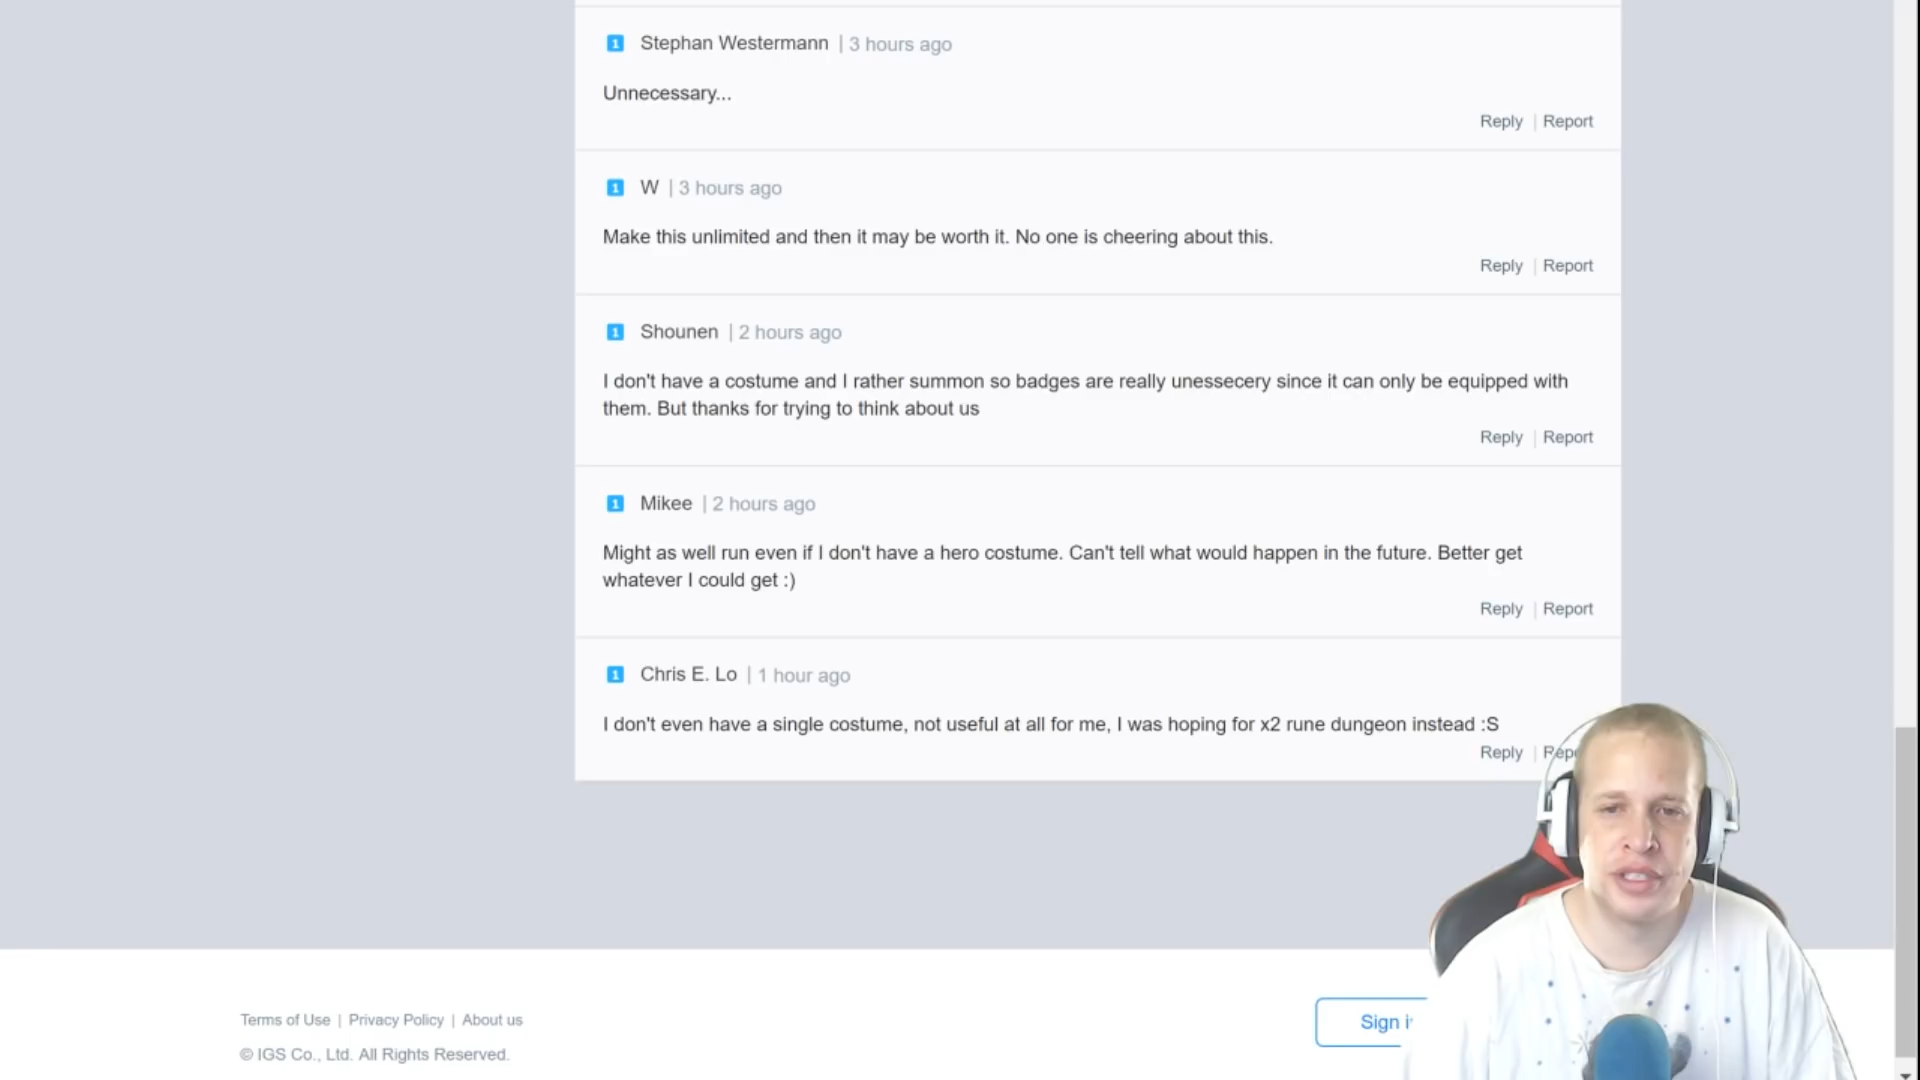 1 Stephan Westermann | 3 hours ago
Unnecessary...
Reply | Report
1 W | 3 hours ago
Make this unlimited and then it may be worth it. No one is cheering about this.
Reply | Report
1 Shounen | 2 hours ago
I don't have a costume and I rather summon so badges are really unessecery since it can only be equipped with
them. But thanks for trying to think about us
Reply | Report
1 Mikee | 2 hours ago
Might as well run even if I don't have a hero costume. Can't tell what would happen in the future. Better get
whatever I could get :)
Reply | Report
1 Chris E. Lo | 1 hour ago
I don't even have a single costume, not useful at all for me, I was hoping for x2 rune dungeon instead :S
Reply |
Terms of Use | Privacy Policy | About us
Sign
© IGS Co., Ltd. All Rights Reserved.